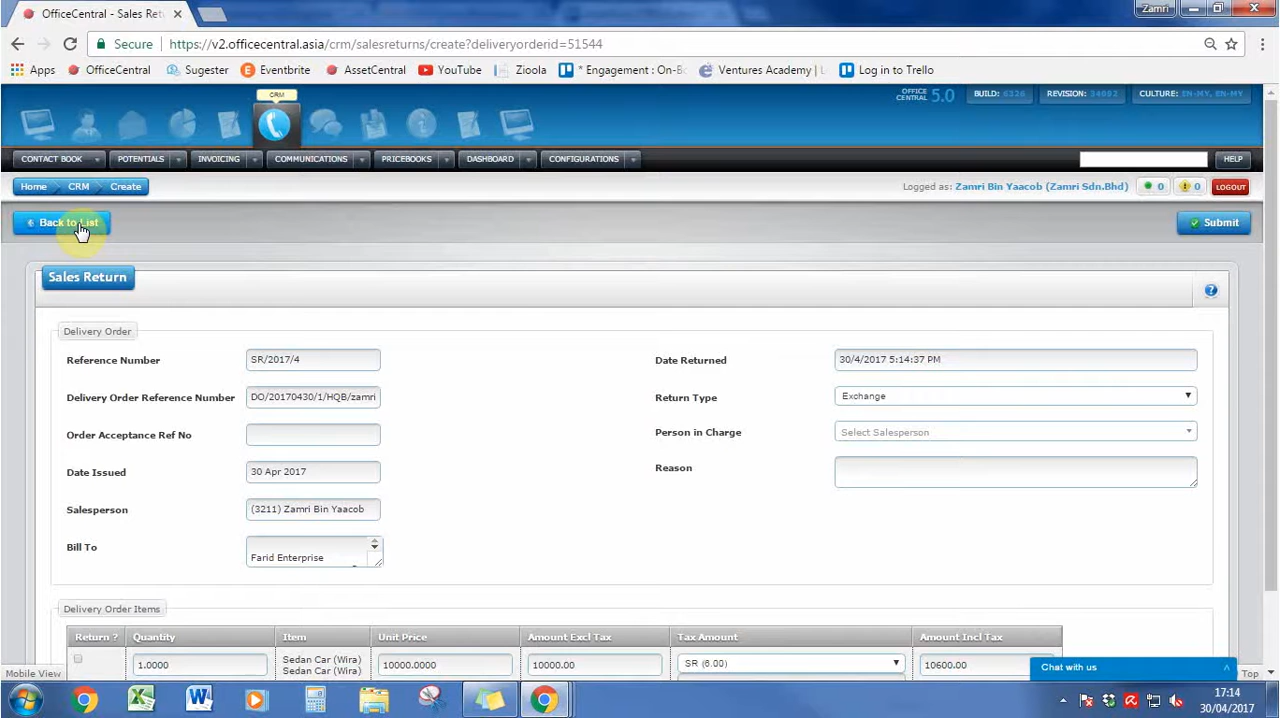 OfficeCentral - Sales Ret
Zamri
Secure
https://v2.officecentral.asia/crm/salesreturns/create?deliveryorderid=51544
Apps
OfficeCentral
Sugester
Eventbrite
AssetCentral
YouTube
Zioola
* Engagement : On-Bo
Ventures Academy | L
Log in to Trello
CRM
OFFICE CENTRAL 5.0
BUILD: 6326
REVISION: 34082
CULTURE: EN-MY, EN-MY
CONTACT BOOK
POTENTIALS
INVOICING
COMMUNICATIONS
PRICEBOOKS
DASHBOARD
CONFIGURATIONS
HELP
Home
CRM
Create
Logged as: Zamri Bin Yaacob (Zamri Sdn.Bhd)
0
0
LOGOUT
Back to List
Submit
Sales Return
Delivery Order
Reference Number
SR/2017/4
Date Returned
30/4/2017 5:14:37 PM
Delivery Order Reference Number
DO/20170430/1/HQB/zamri
Return Type
Exchange
Order Acceptance Ref No
Person in Charge
Select Salesperson
Date Issued
30 Apr 2017
Reason
Salesperson
(3211) Zamri Bin Yaacob
Bill To
Farid Enterprise
Delivery Order Items
Return ?
Quantity
Item
Unit Price
Amount Excl Tax
Tax Amount
Amount Incl Tax
1.0000
Sedan Car (Wira)
Sedan Car (Wira)
10000.0000
10000.00
SR (6.00)
10600.00
Chat with us
Mobile View
Top
17:14
30/04/2017